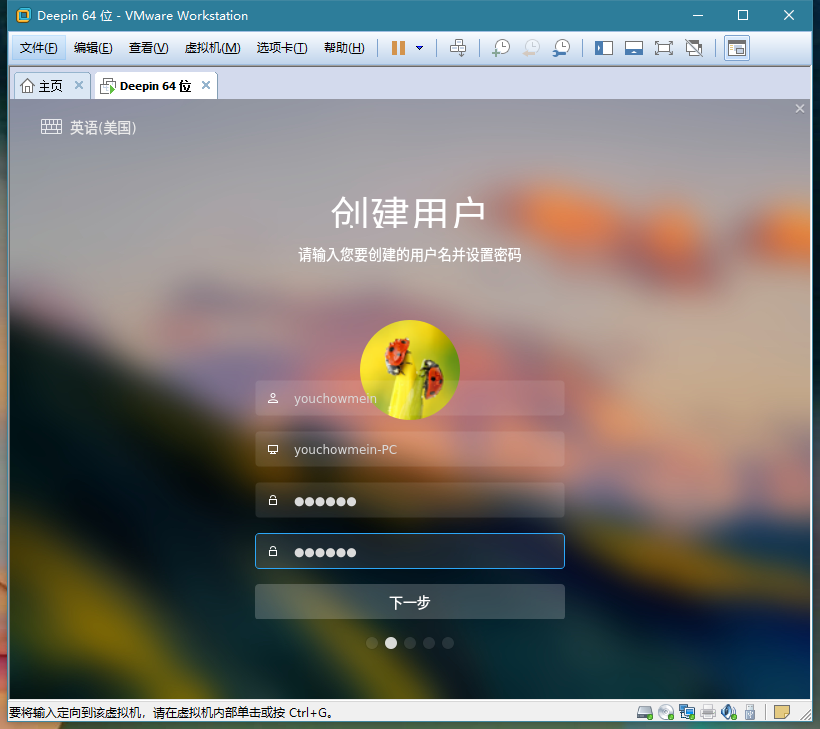 Deepin 64 位 - VMware Workstation
文件(F) 编辑(E) 查看(V) 虚拟机(M) 选项卡(T) 帮助(H)
主页 Deepin 64 位
英语(美国)
创建用户
请输入您要创建的用户名并设置密码
youchowmein
youchowmein-PC
●●●●●●
●●●●●●
下一步
要将输入定向到该虚拟机，请在虚拟机内部单击或按 Ctrl+G。